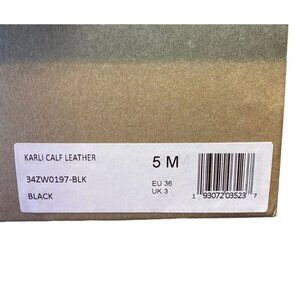 KARLI CALF LEATHER
5 M
34ZW0197-BLK
EU 36
UK 3
BLACK
1 93072 03523 7